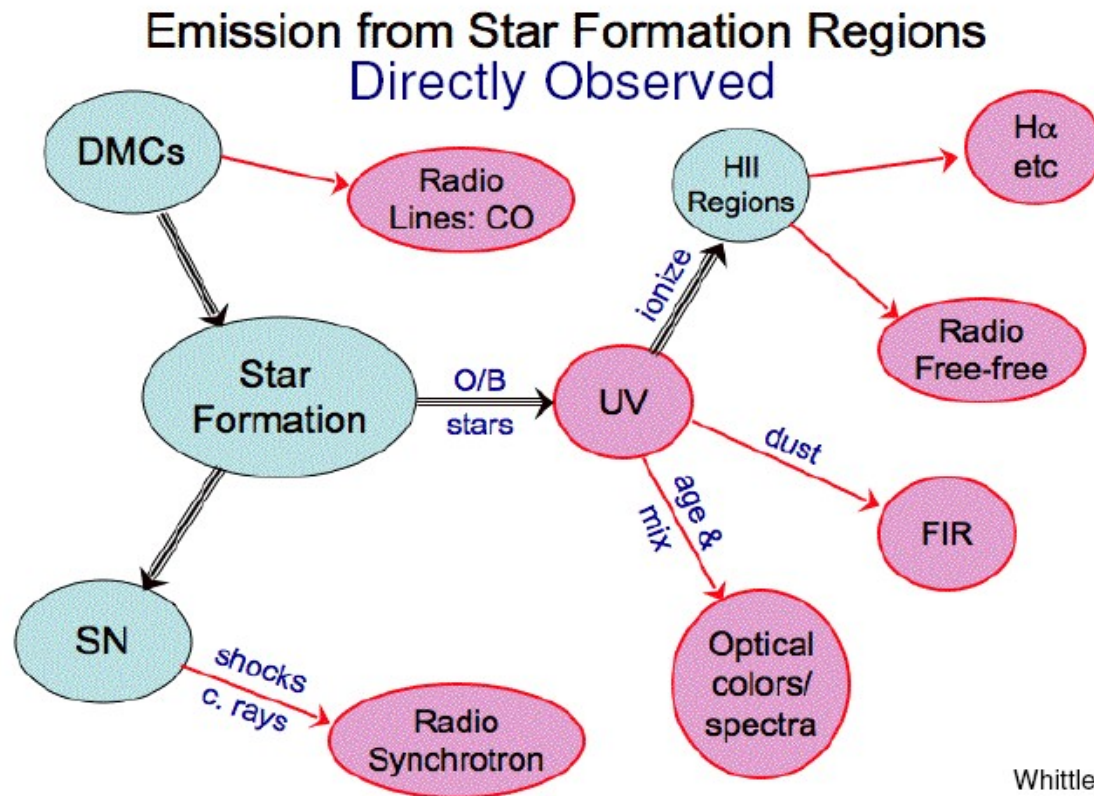 Emission from Star Formation Regions
Directly Observed
DMCs
Radio
Lines: CO
HII
Regions
Hα
etc
ionize
Radio
Free-free
Star
Formation
O/B
stars
UV
dust
age &
mix
FIR
SN
shocks
c. rays
Radio
Synchrotron
Optical
colors/
spectra
Whittle